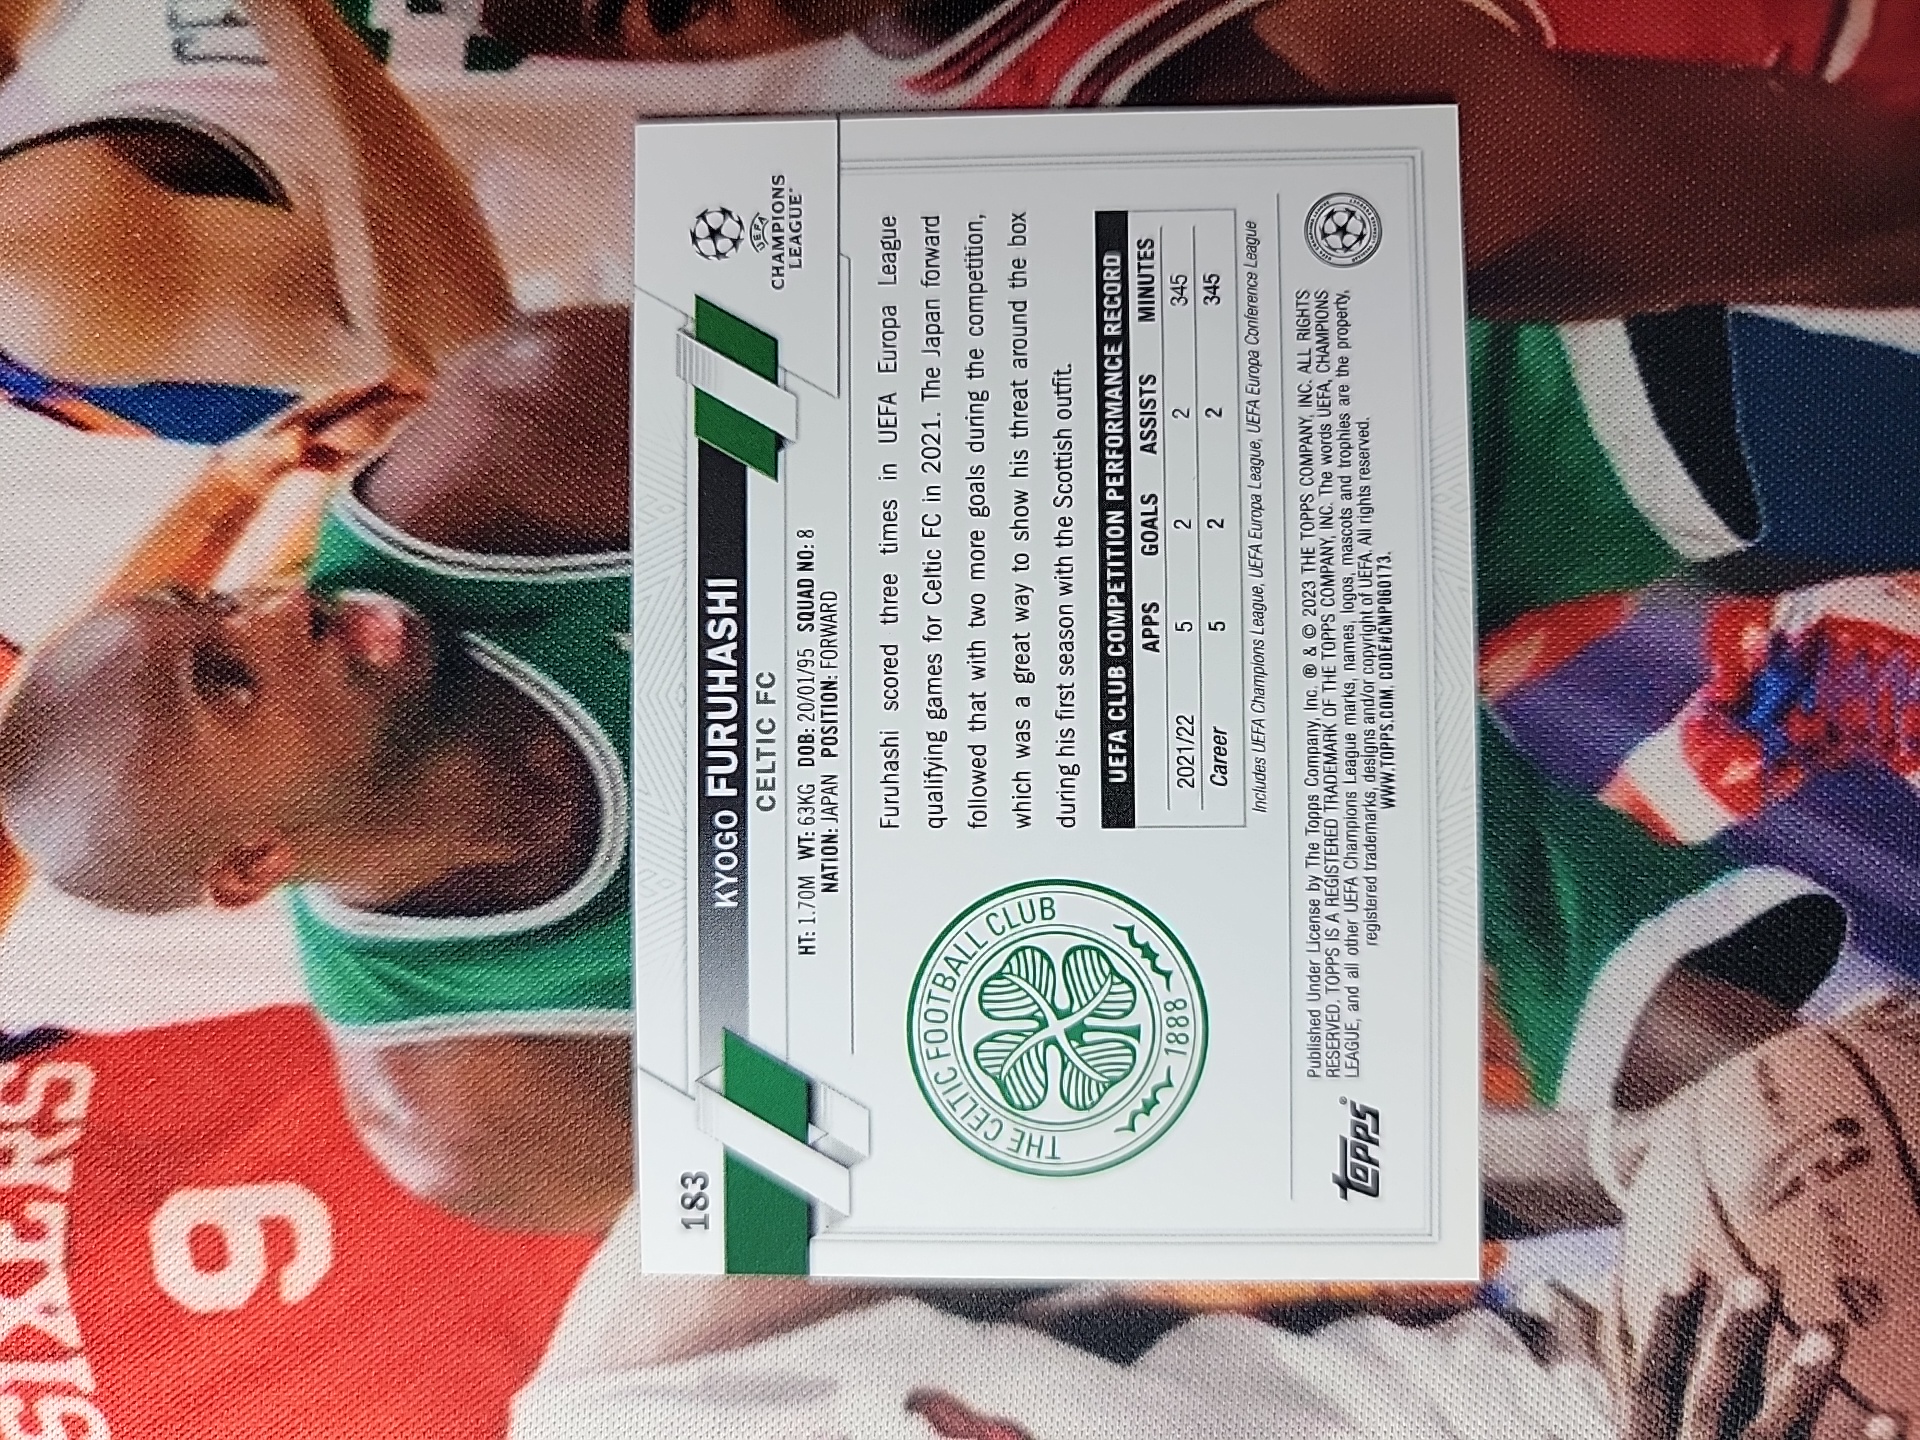 183
KYOGO FURUHASHI
CELTIC FC
HT: 1.70M WT: 63KG DOB: 20/01/95 SQUAD NO: 8
NATION: JAPAN POSITION: FORWARD
UEFA
CHAMPIONS
LEAGUE
THE CELTIC FOOTBALL CLUB
1888
Furuhashi scored three times in UEFA Europa League
qualifying games for Celtic FC in 2021. The Japan forward
followed that with two more goals during the competition,
which was a great way to show his threat around the box
during his first season with the Scottish outfit.
UEFA CLUB COMPETITION PERFORMANCE RECORD
APPS GOALS ASSISTS MINUTES
2021/22 5 2 2 345
Career 5 2 2 345
Includes UEFA Champions League, UEFA Europa League, UEFA Europa Conference League
Topps®
Published Under License by The Topps Company, Inc. ® & © 2023 THE TOPPS COMPANY, INC. ALL RIGHTS
RESERVED. TOPPS IS A REGISTERED TRADEMARK OF THE TOPPS COMPANY, INC. The words UEFA, CHAMPIONS
LEAGUE, and all other UEFA Champions League marks, names, logos, mascots and trophies are the property,
registered trademarks, designs and/or copyright of UEFA. All rights reserved.
WWW.TOPPS.COM. CODE#CMP060173.
SIXERS
6